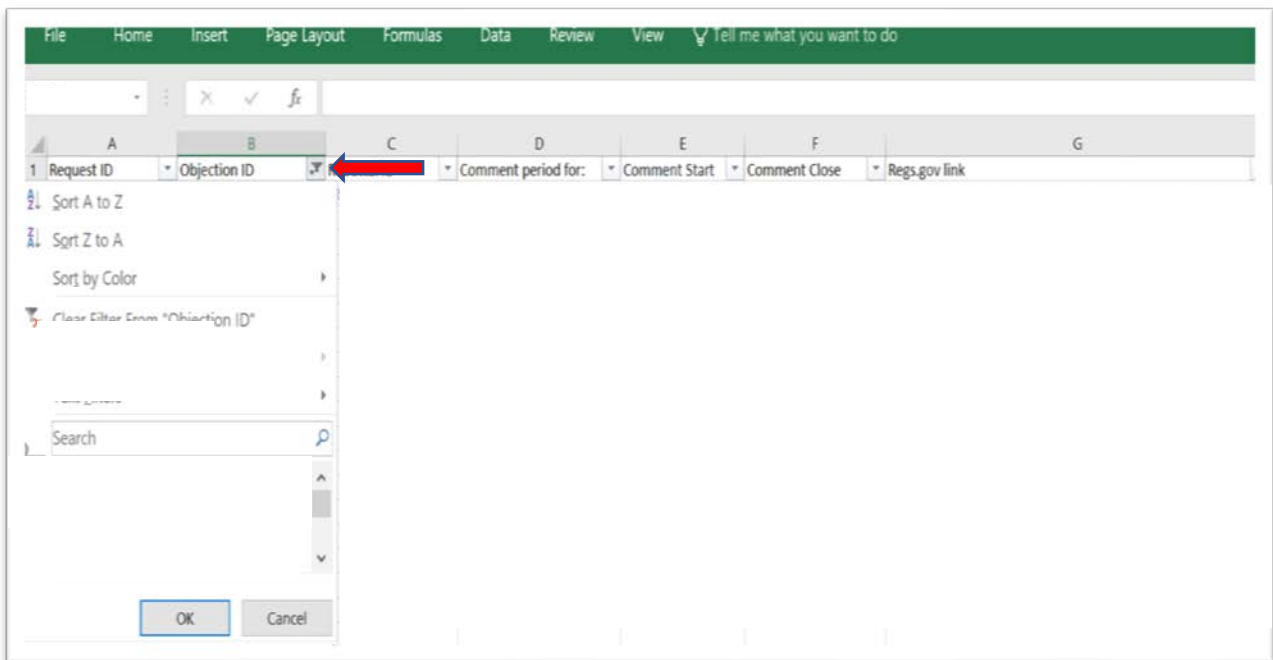 File Home Insert Page Layout Formulas Data Review View Tell me what you want to do
fx
A B C D E F G
1 Request ID Objection ID Comment period for: Comment Start Comment Close Regs.gov link
Sort A to Z
Sort Z to A
Sort by Color
Clear Filter From "Objection ID"
Search
OK Cancel